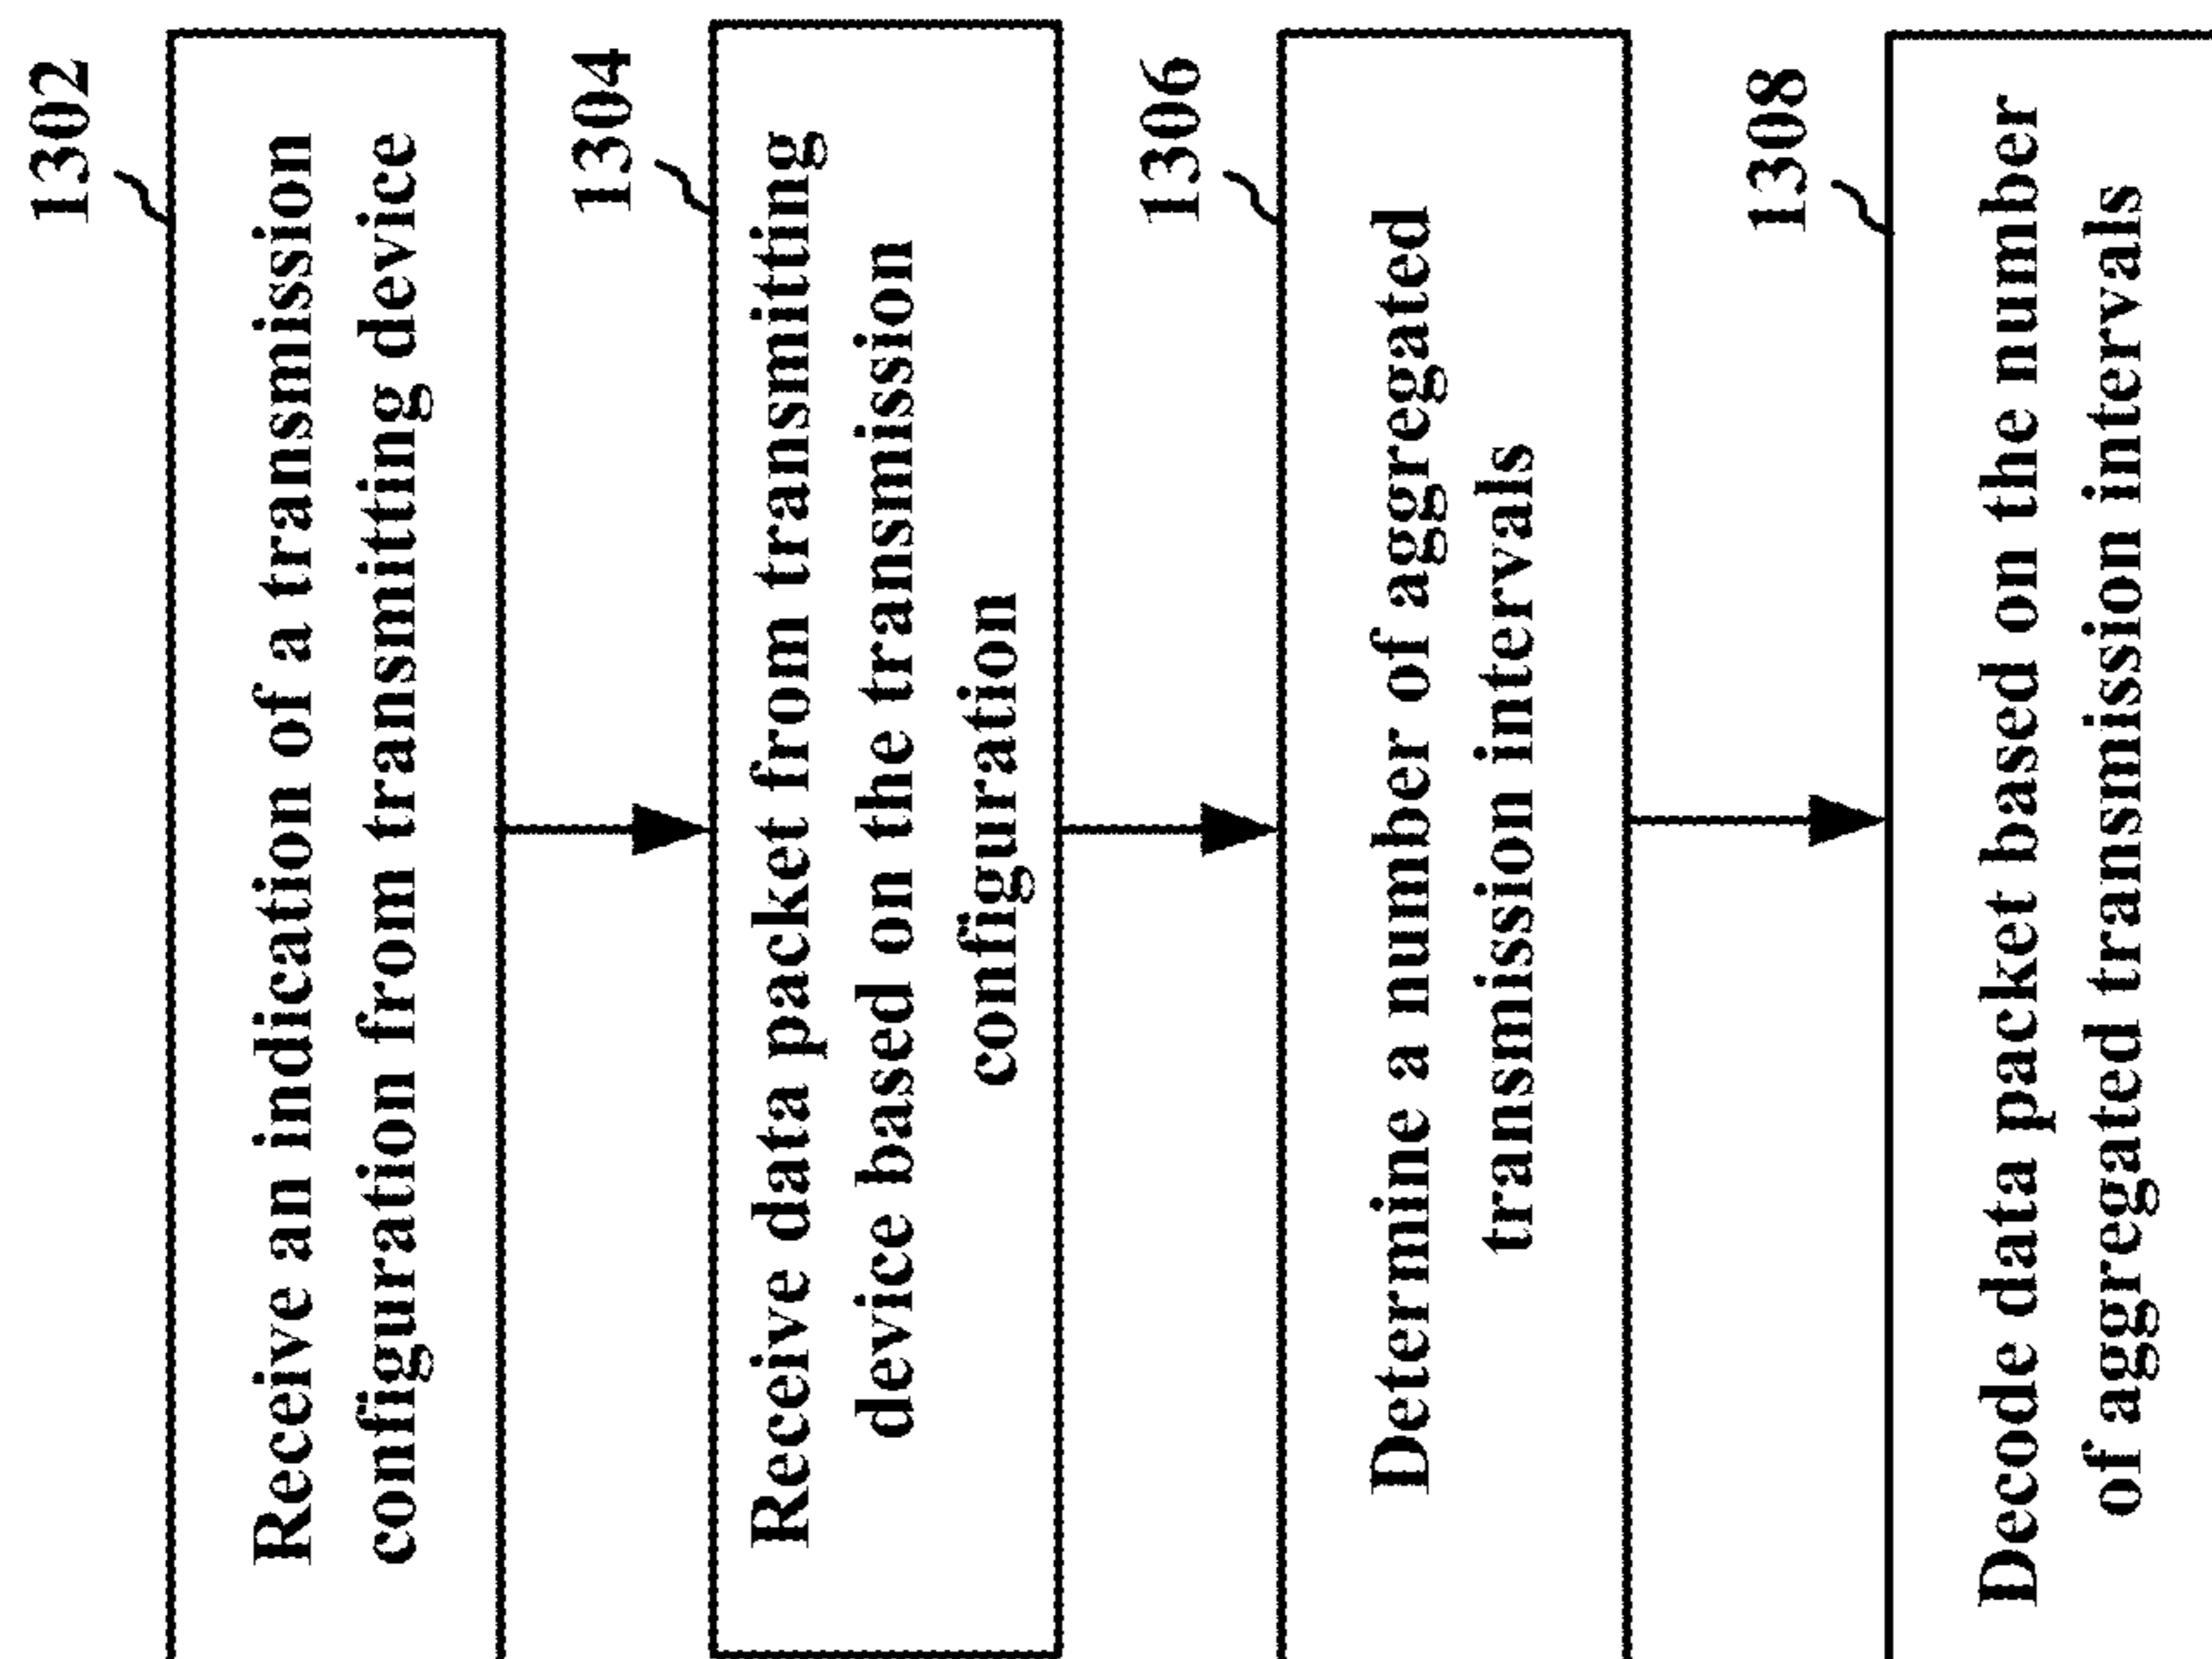 1302
Receive an indication of a transmission
configuration from transmitting device
1304
Receive data packet from transmitting
device based on the transmission
configuration
1306
Determine a number of aggregated
transmission intervals
1308
Decode data packet based on the number
of aggregated transmission intervals